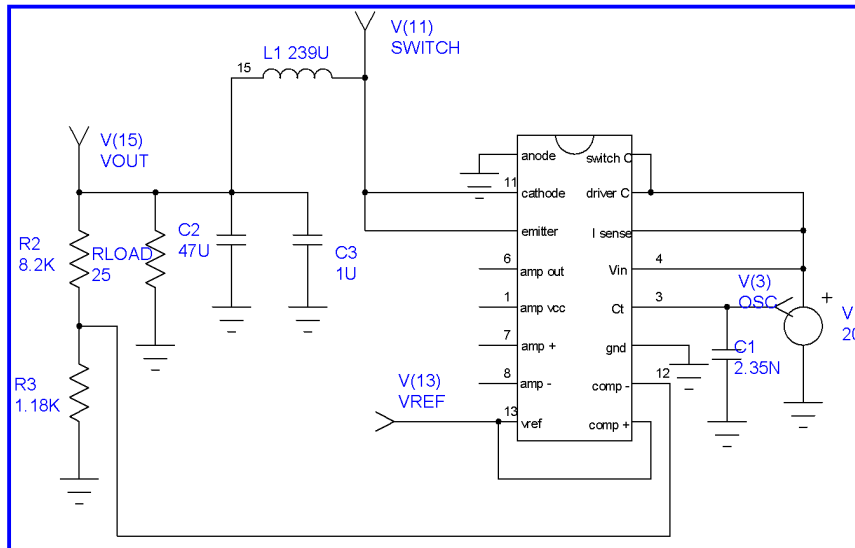 V(11)
SWITCH
L1 239U
15
V(15)
VOUT
R2
8.2K
RLOAD
25
C2
47U
C3
1U
R3
1.18K
anode
switch C
11
cathode
driver C
emitter
I sense
6
amp out
Vin
4
1
amp vcc
Ct
3
7
amp +
gnd
8
amp -
comp -
12
13
vref
comp +
V(3)
OSC
+
V
20
C1
2.35N
V(13)
VREF